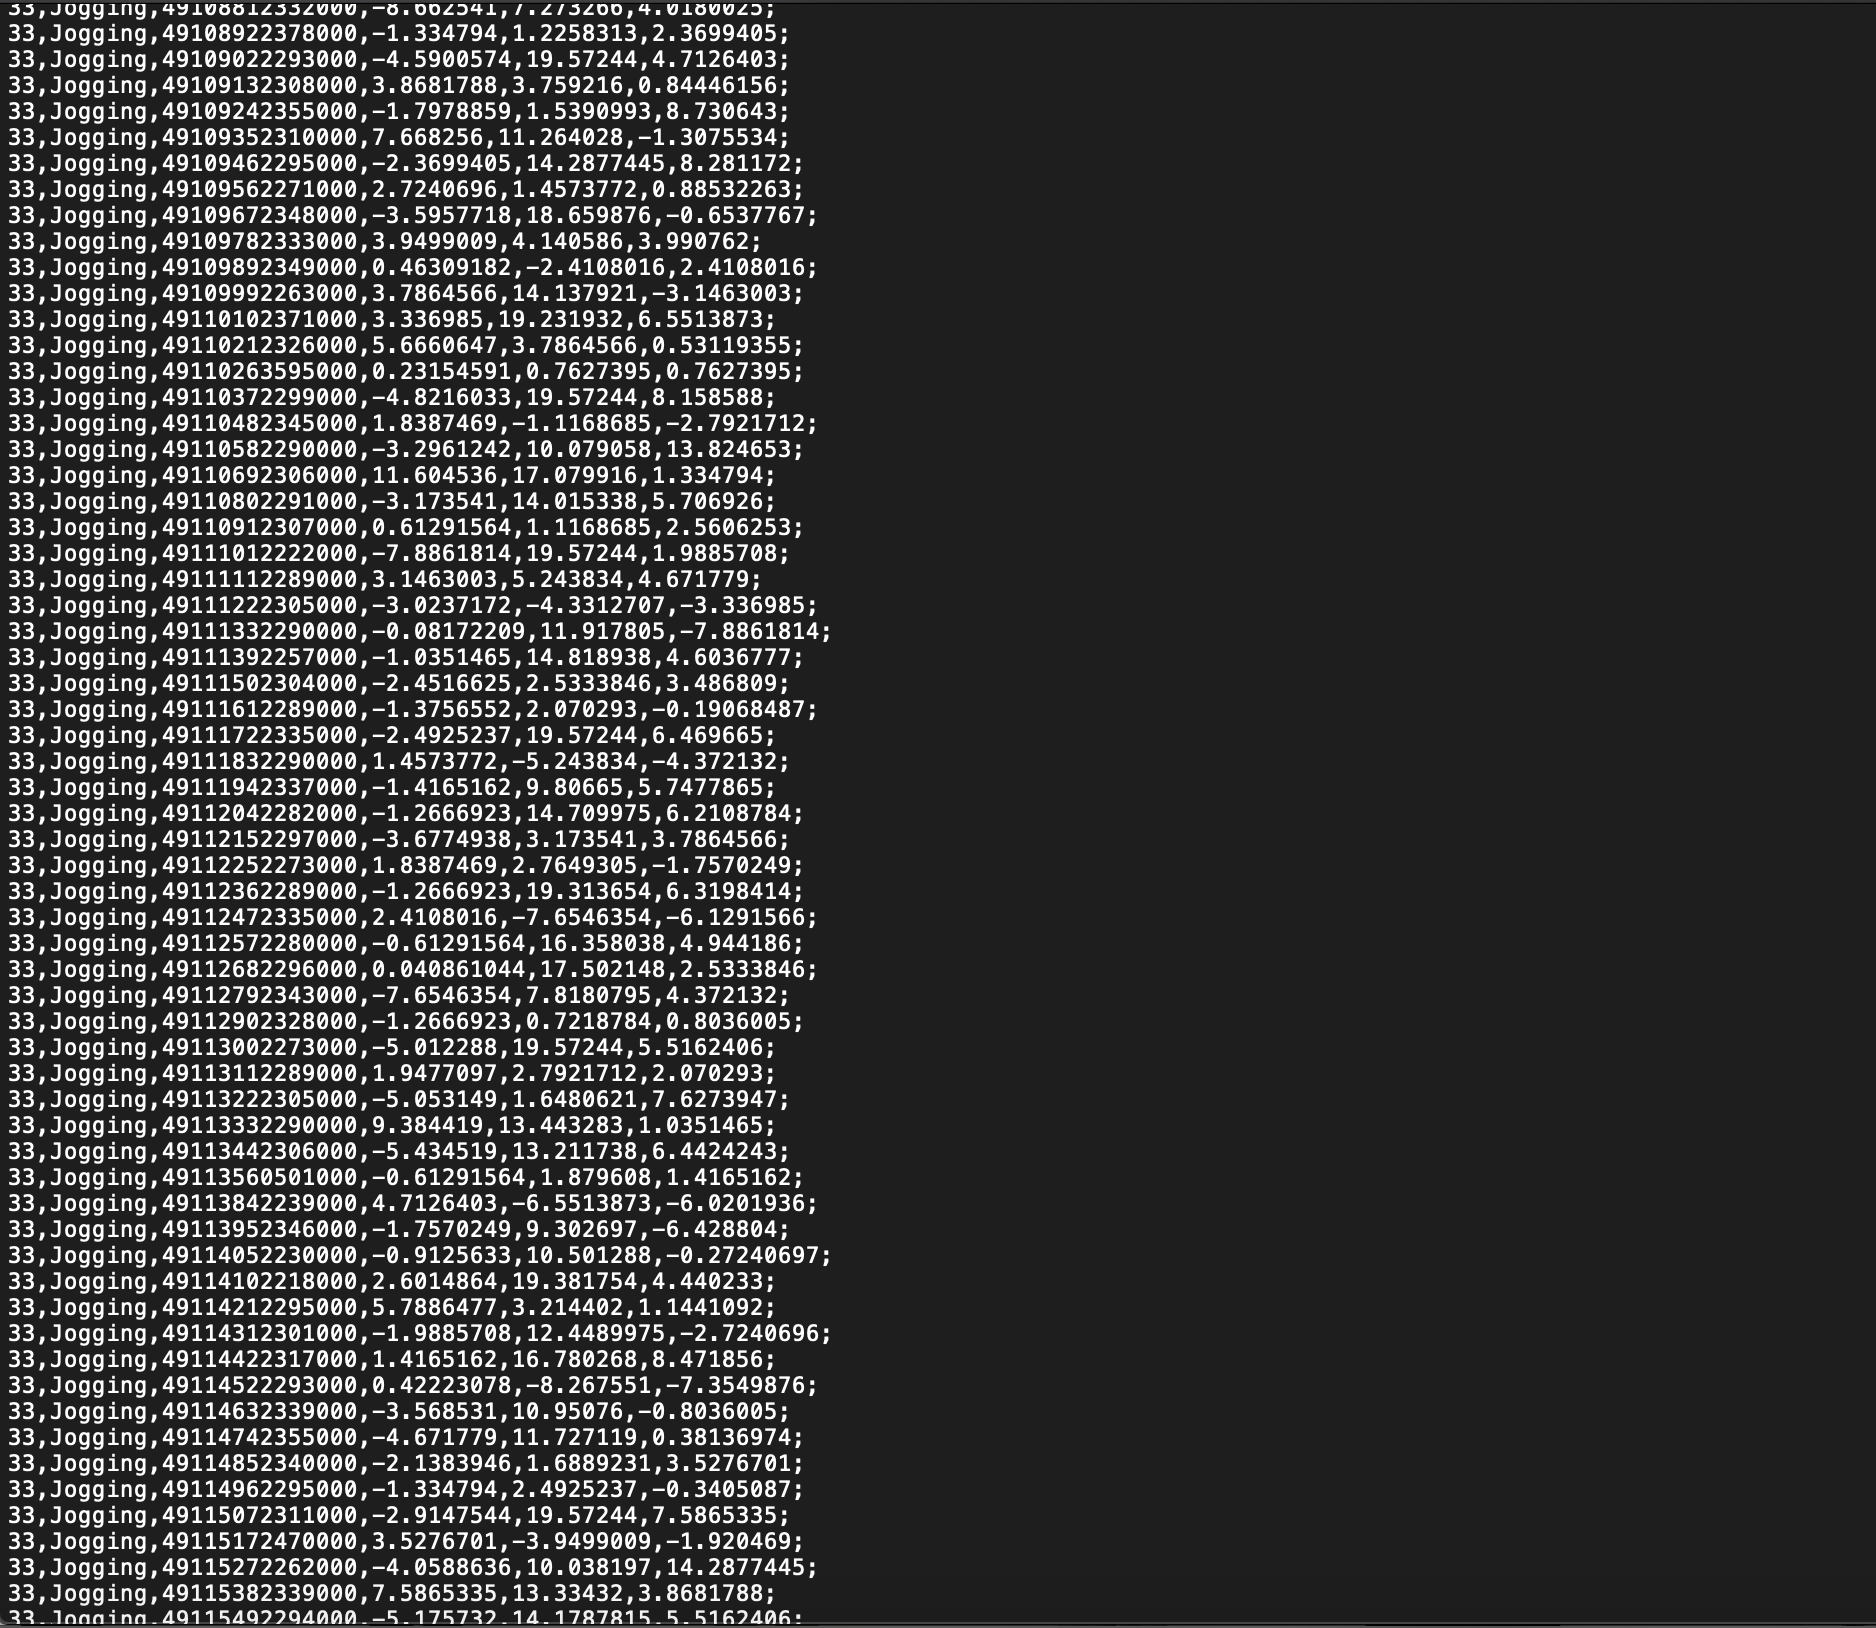 33,Jogging,49108812332000,-8.662541,7.273266,4.0180025;
33,Jogging,49108922378000,-1.334794,1.2258313,2.3699405;
33,Jogging,49109022293000,-4.5900574,19.57244,4.7126403;
33,Jogging,49109132308000,3.8681788,3.759216,0.84446156;
33,Jogging,49109242355000,-1.7978859,1.5390993,8.730643;
33,Jogging,49109352310000,7.668256,11.264028,-1.3075534;
33,Jogging,49109462295000,-2.3699405,14.2877445,8.281172;
33,Jogging,49109562271000,2.7240696,1.4573772,0.88532263;
33,Jogging,49109672348000,-3.5957718,18.659876,-0.6537767;
33,Jogging,49109782333000,3.9499009,4.140586,3.990762;
33,Jogging,49109892349000,0.46309182,-2.4108016,2.4108016;
33,Jogging,49109992263000,3.7864566,14.137921,-3.1463003;
33,Jogging,49110102371000,3.336985,19.231932,6.5513873;
33,Jogging,49110212326000,5.6660647,3.7864566,0.53119355;
33,Jogging,49110263595000,0.23154591,0.7627395,0.7627395;
33,Jogging,49110372299000,-4.8216033,19.57244,8.158588;
33,Jogging,49110482345000,1.8387469,-1.1168685,-2.7921712;
33,Jogging,49110582290000,-3.2961242,10.079058,13.824653;
33,Jogging,49110692306000,11.604536,17.079916,1.334794;
33,Jogging,49110802291000,-3.173541,14.015338,5.706926;
33,Jogging,49110912307000,0.61291564,1.1168685,2.5606253;
33,Jogging,49111012222000,-7.8861814,19.57244,1.9885708;
33,Jogging,49111112289000,3.1463003,5.243834,4.671779;
33,Jogging,49111222305000,-3.0237172,-4.3312707,-3.336985;
33,Jogging,49111332290000,-0.08172209,11.917805,-7.8861814;
33,Jogging,49111392257000,-1.0351465,14.818938,4.6036777;
33,Jogging,49111502304000,-2.4516625,2.5333846,3.486809;
33,Jogging,49111612289000,-1.3756552,2.070293,-0.19068487;
33,Jogging,49111722335000,-2.4925237,19.57244,6.469665;
33,Jogging,49111832290000,1.4573772,-5.243834,-4.372132;
33,Jogging,49111942337000,-1.4165162,9.80665,5.7477865;
33,Jogging,49112042282000,-1.2666923,14.709975,6.2108784;
33,Jogging,49112152297000,-3.6774938,3.173541,3.7864566;
33,Jogging,49112252273000,1.8387469,2.7649305,-1.7570249;
33,Jogging,49112362289000,-1.2666923,19.313654,6.3198414;
33,Jogging,49112472335000,2.4108016,-7.6546354,-6.1291566;
33,Jogging,49112572280000,-0.61291564,16.358038,4.944186;
33,Jogging,49112682296000,0.040861044,17.502148,2.5333846;
33,Jogging,49112792343000,-7.6546354,7.8180795,4.372132;
33,Jogging,49112902328000,-1.2666923,0.7218784,0.8036005;
33,Jogging,49113002273000,-5.012288,19.57244,5.5162406;
33,Jogging,49113112289000,1.9477097,2.7921712,2.070293;
33,Jogging,49113222305000,-5.053149,1.6480621,7.6273947;
33,Jogging,49113332290000,9.384419,13.443283,1.0351465;
33,Jogging,49113442306000,-5.434519,13.211738,6.4424243;
33,Jogging,49113560501000,-0.61291564,1.879608,1.4165162;
33,Jogging,49113842239000,4.7126403,-6.5513873,-6.0201936;
33,Jogging,49113952346000,-1.7570249,9.302697,-6.428804;
33,Jogging,49114052230000,-0.9125633,10.501288,-0.27240697;
33,Jogging,49114102218000,2.6014864,19.381754,4.440233;
33,Jogging,49114212295000,5.7886477,3.214402,1.1441092;
33,Jogging,49114312301000,-1.9885708,12.4489975,-2.7240696;
33,Jogging,49114422317000,1.4165162,16.780268,8.471856;
33,Jogging,49114522293000,0.42223078,-8.267551,-7.3549876;
33,Jogging,49114632339000,-3.568531,10.95076,-0.8036005;
33,Jogging,49114742355000,-4.671779,11.727119,0.38136974;
33,Jogging,49114852340000,-2.1383946,1.6889231,3.5276701;
33,Jogging,49114962295000,-1.334794,2.4925237,-0.3405087;
33,Jogging,49115072311000,-2.9147544,19.57244,7.5865335;
33,Jogging,49115172470000,3.5276701,-3.9499009,-1.920469;
33,Jogging,49115272262000,-4.0588636,10.038197,14.2877445;
33,Jogging,49115382339000,7.5865335,13.33432,3.8681788;
33,Jogging,49115492294000,-5.175732,14.1787815,5.5162406;